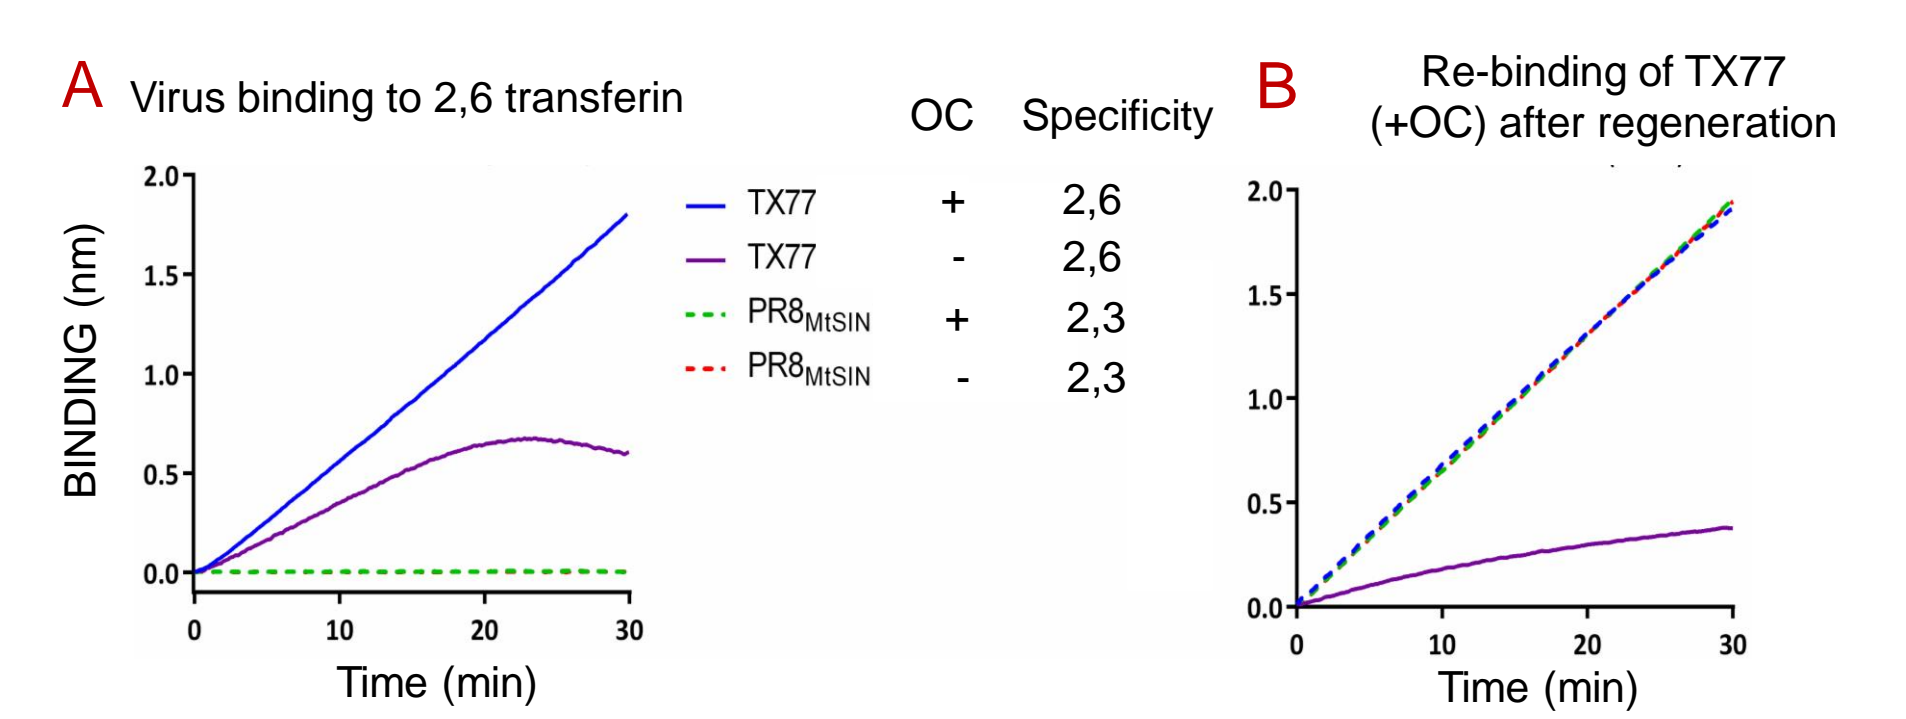 A Virus binding to 2,6 transferin
OC Specificity
TX77 + 2,6
TX77 - 2,6
PR8MtSIN + 2,3
PR8MtSIN - 2,3
BINDING (nm)
2.0
1.5
1.0
0.5
0.0
0 10 20 30
Time (min)
B Re-binding of TX77
(+OC) after regeneration
2.0
1.5
1.0
0.5
0.0
0 10 20 30
Time (min)